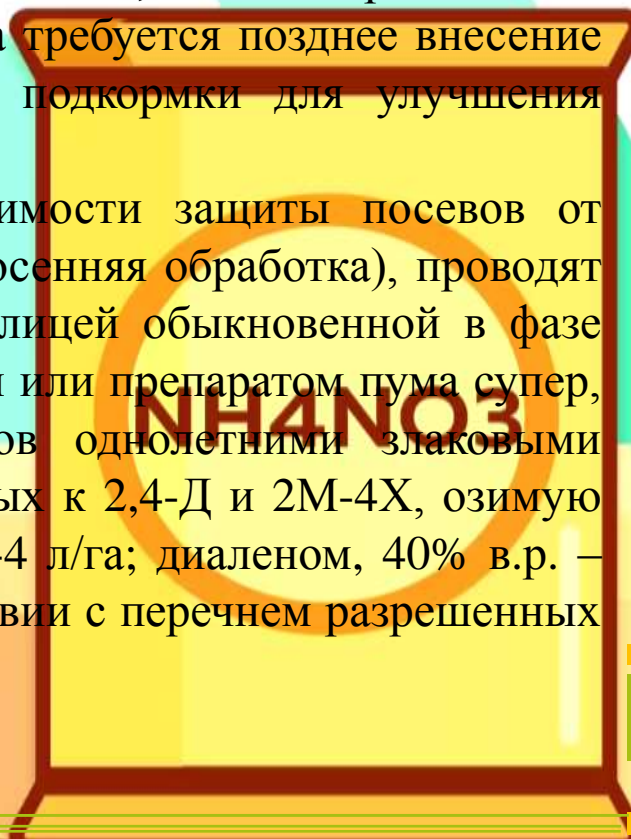 а требуется позднее внесение
подкормки для улучшения
имости защиты посевов от
осенняя обработка), проводят
лицей обыкновенной в фазе
и или препаратом пума супер,
NH4NO3
ов однолетними злаковыми
ых к 2,4-Д и 2М-4Х, озимую
-4 л/га; диаленом, 40% в.р. –
вии с перечнем разрешенных